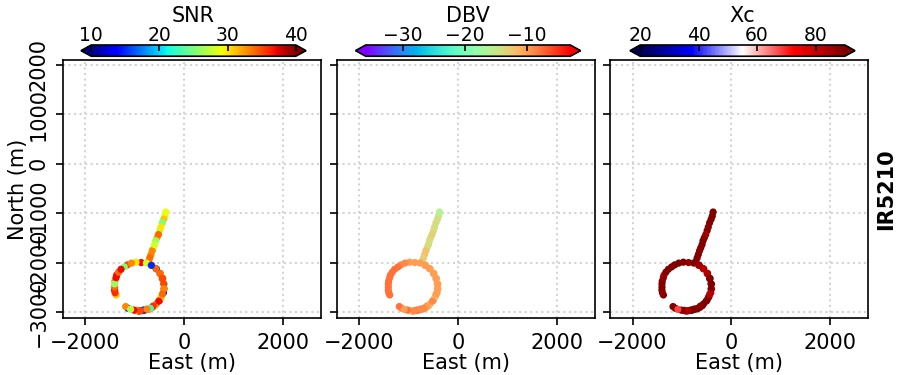 SNR
DBV
Xc
10 20 30 40
−30 −20 −10
20 40 60 80
North (m)
2000
1000
0
−1000
−2000
−3000
−2000 0 2000
−2000 0 2000
−2000 0 2000
East (m)
East (m)
East (m)
IR5210